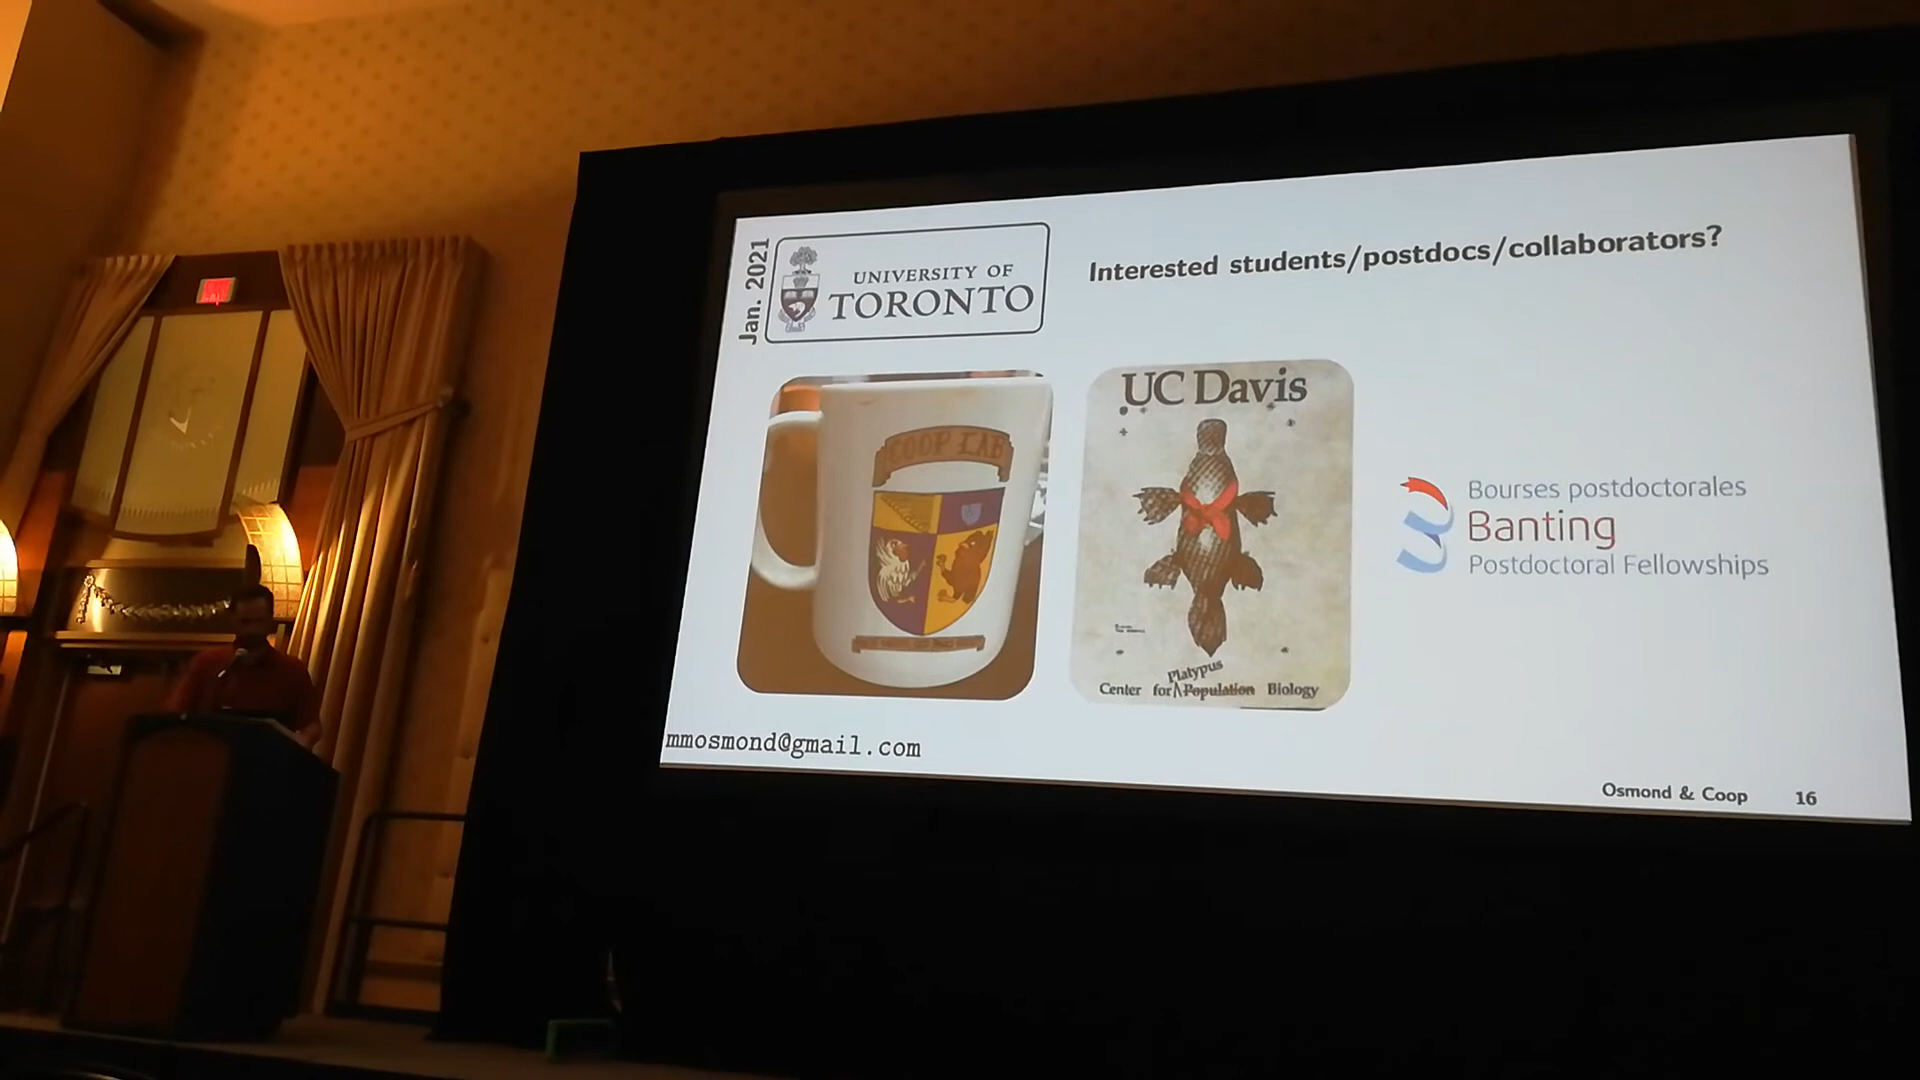 Jan. 2021
UNIVERSITY OF
TORONTO
Interested students/postdocs/collaborators?
COOP LAB
UC Davis
Platypus
Center for Population Biology
Bourses postdoctorales
Banting
Postdoctoral Fellowships
mmosmond@gmail.com
Osmond & Coop 16